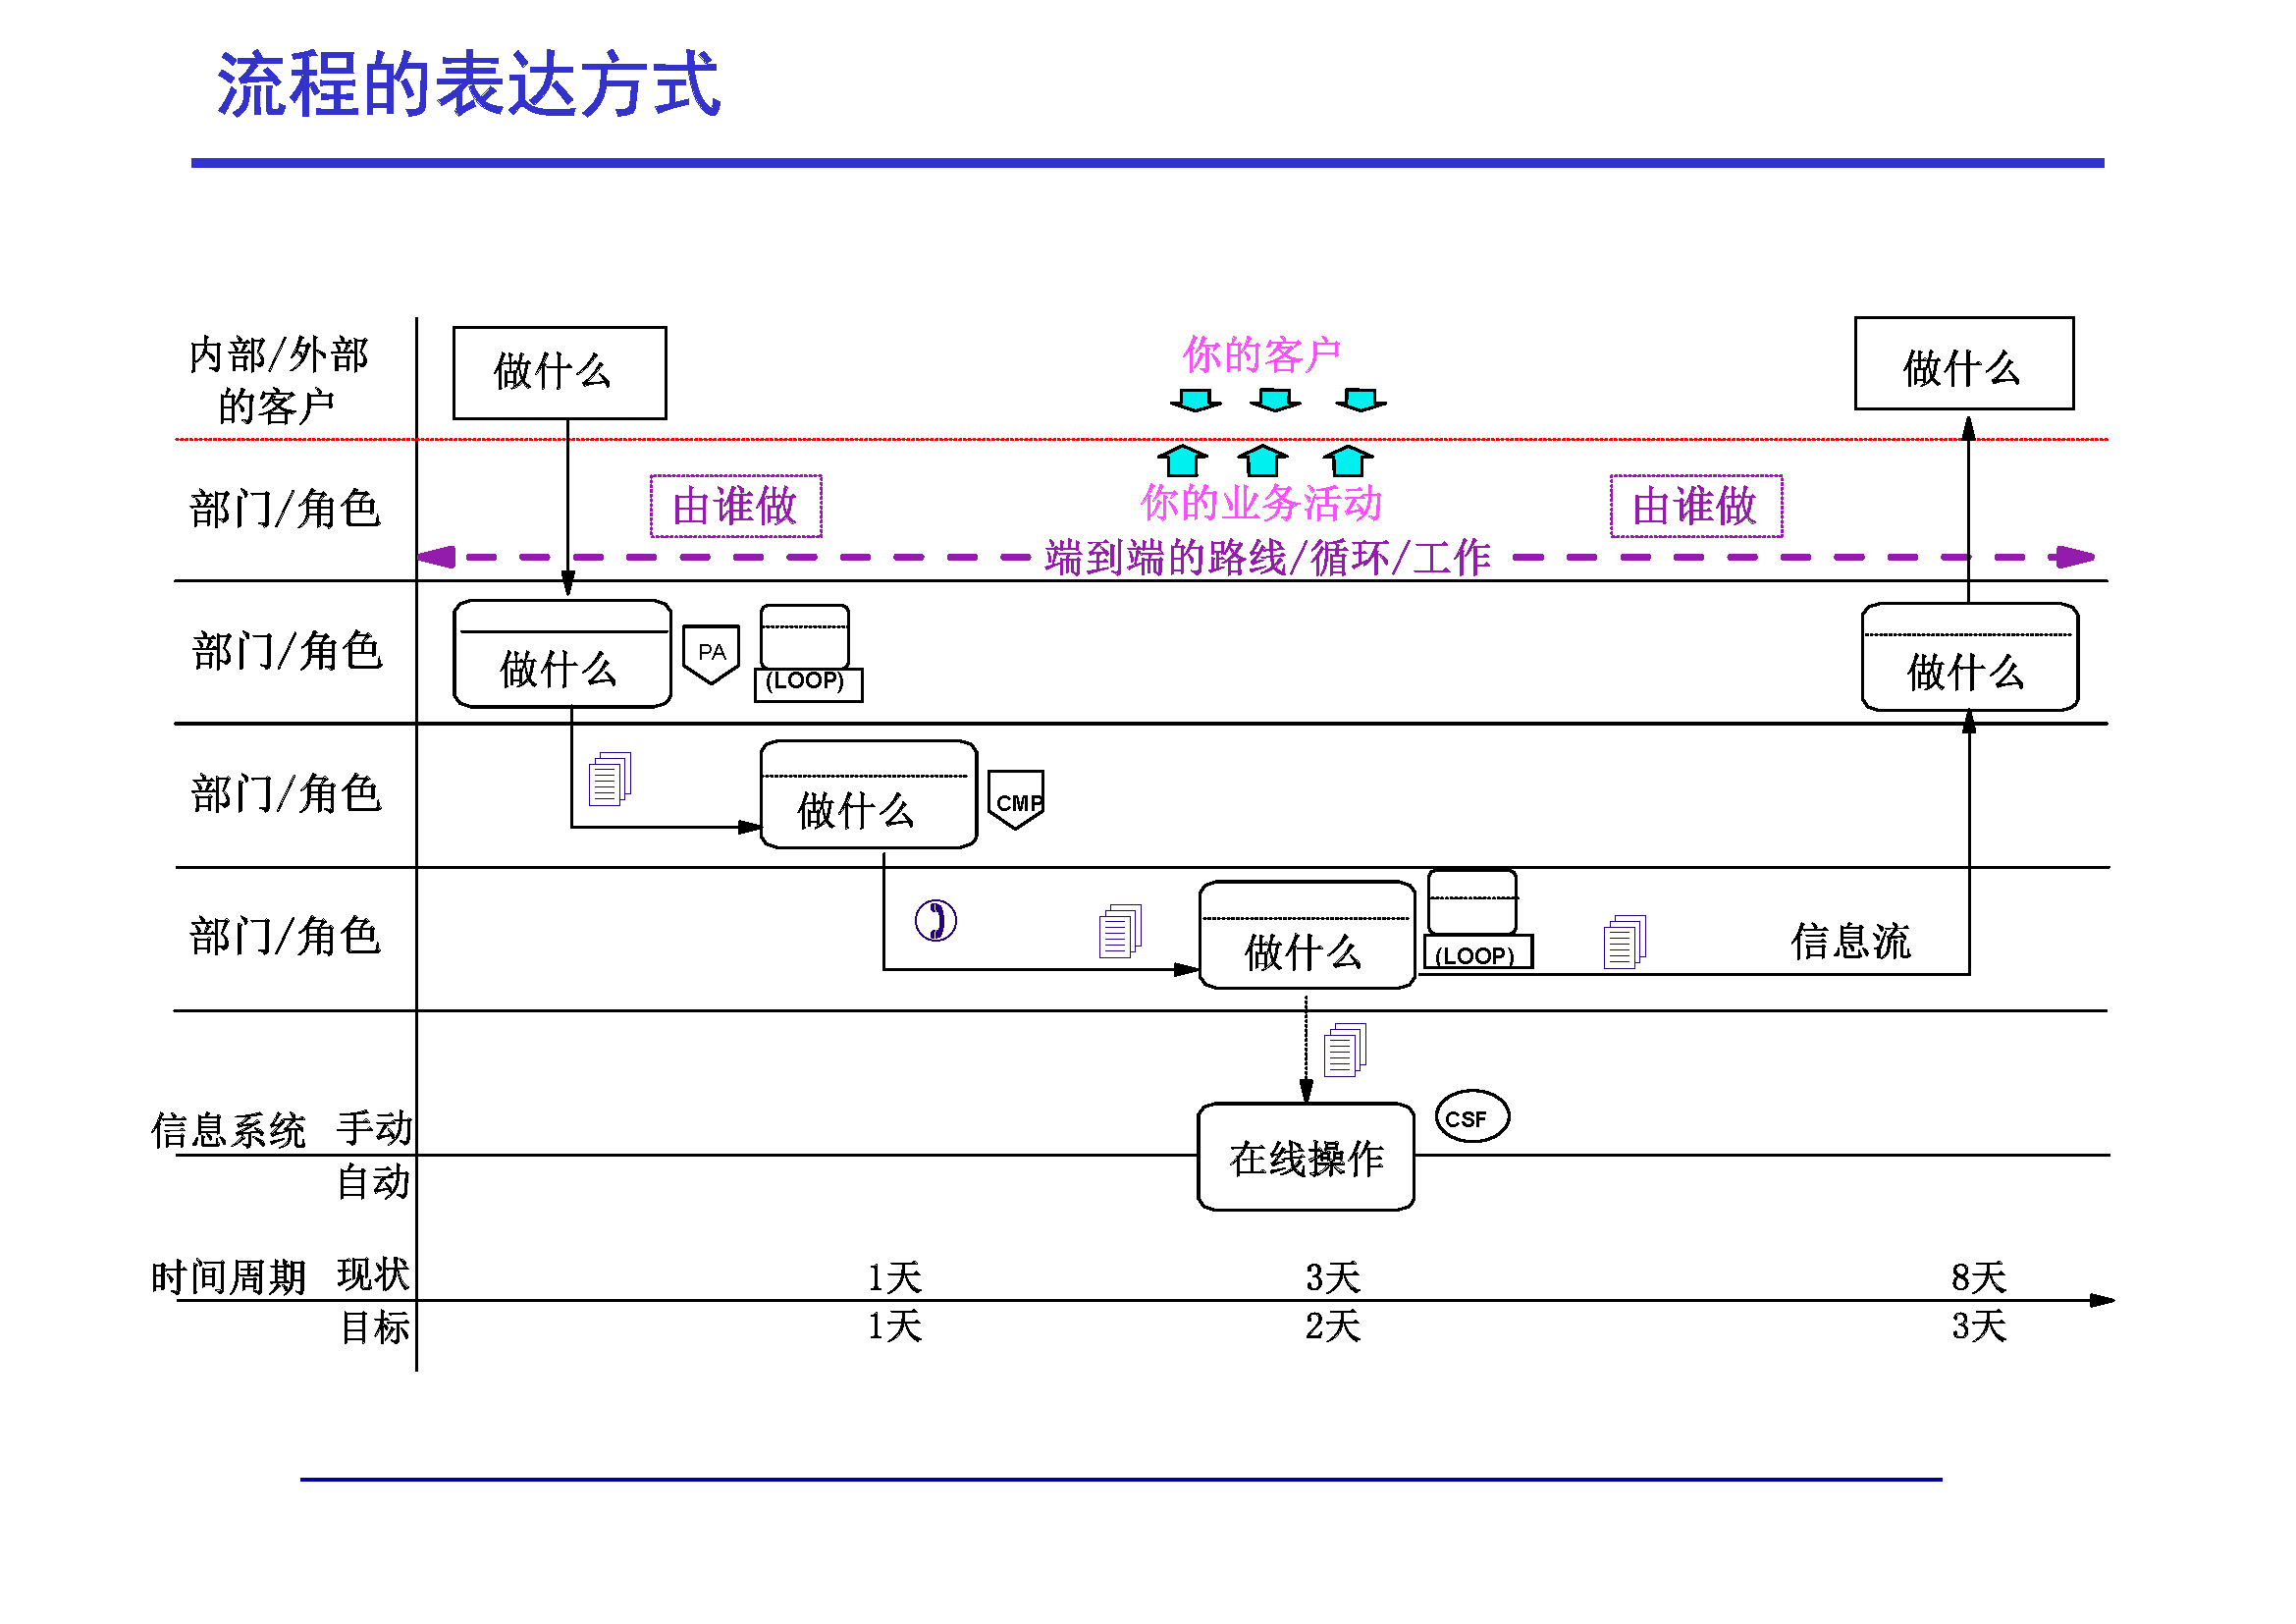 流程的表达方式
内部/外部
的客户
做什么
你的客户
做什么
部门/角色
由谁做
你的业务活动
由谁做
端到端的路线/循环/工作
部门/角色
做什么
PA
(LOOP)
做什么
部门/角色
做什么
CMP
部门/角色
做什么
(LOOP)
信息流
信息系统 手动
自动
在线操作
CSF
时间周期 现状
1天
3天
8天
目标
1天
2天
3天